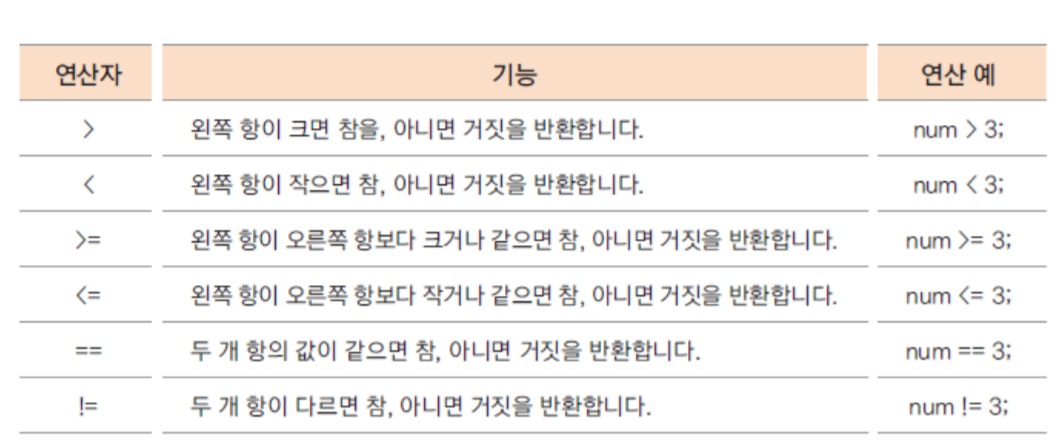 연산자 기능 연산 예
> 왼쪽 항이 크면 참을, 아니면 거짓을 반환합니다. num > 3;
< 왼쪽 항이 작으면 참, 아니면 거짓을 반환합니다. num < 3;
>= 왼쪽 항이 오른쪽 항보다 크거나 같으면 참, 아니면 거짓을 반환합니다. num >= 3;
<= 왼쪽 항이 오른쪽 항보다 작거나 같으면 참, 아니면 거짓을 반환합니다. num <= 3;
== 두 개 항의 값이 같으면 참, 아니면 거짓을 반환합니다. num == 3;
!= 두 개 항이 다르면 참, 아니면 거짓을 반환합니다. num != 3;